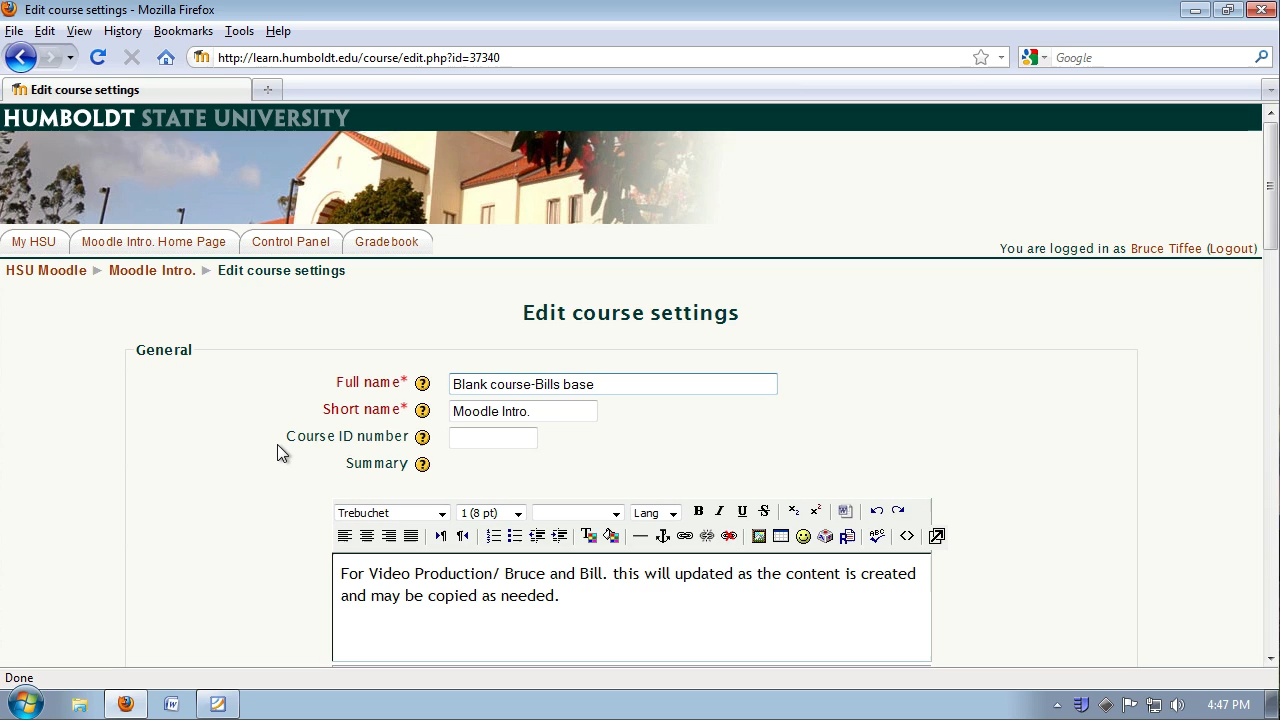 Edit course settings - Mozilla Firefox
File Edit View History Bookmarks Tools Help
http://learn.humboldt.edu/course/edit.php?id=37340
Google
Edit course settings
HUMBOLDT STATE UNIVERSITY
My HSU Moodle Intro. Home Page Control Panel Gradebook
You are logged in as Bruce Tiffee (Logout)
HSU Moodle ► Moodle Intro. ► Edit course settings
Edit course settings
General
Full name* ? Blank course-Bills base
Short name* ? Moodle Intro.
Course ID number ?
Summary ?
Trebuchet 1 (8 pt) Lang B I U S
For Video Production/ Bruce and Bill. this will updated as the content is created
and may be copied as needed.
Done
4:47 PM